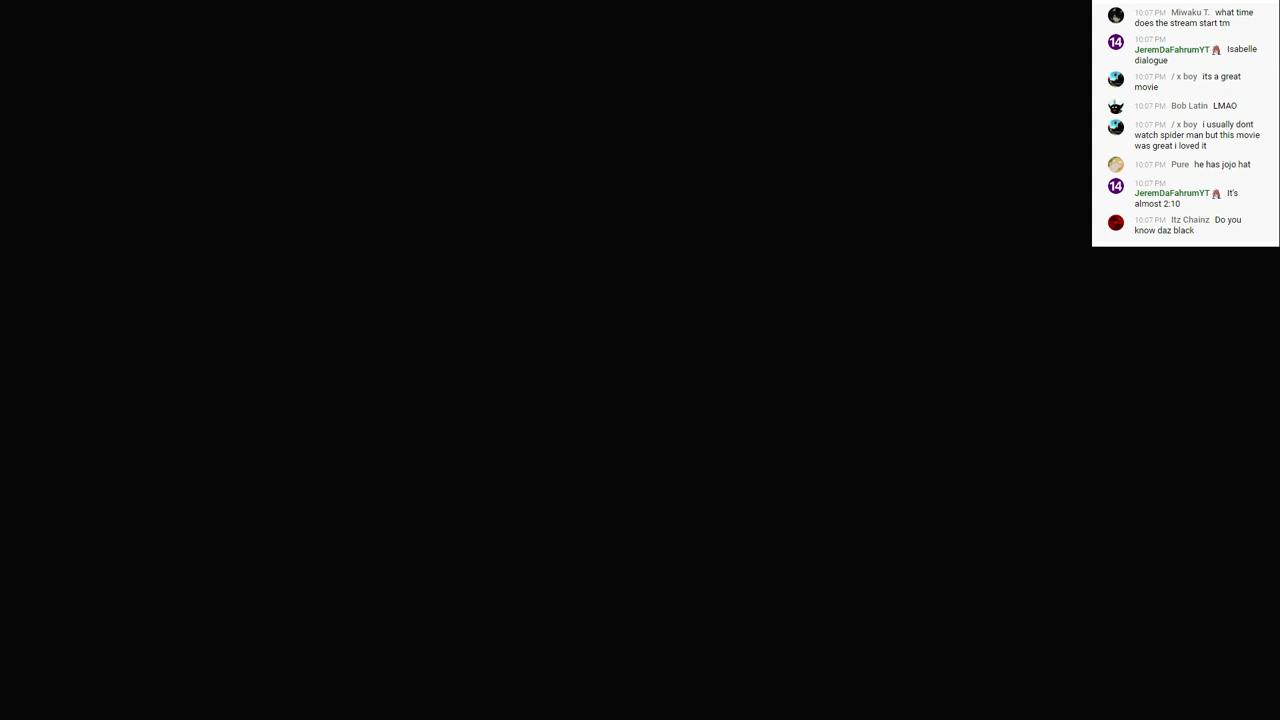 10:07 PM Miwaku T. what time
does the stream start tm
14
10:07 PM
JeremDaFahrumYT Isabelle
dialogue
10:07 PM / x boy its a great
movie
10:07 PM Bob Latin LMAO
10:07 PM / x boy i usually dont
watch spider man but this movie
was great i loved it
10:07 PM Pure he has jojo hat
14
10:07 PM
JeremDaFahrumYT It's
almost 2:10
10:07 PM Itz Chainz Do you
know daz black